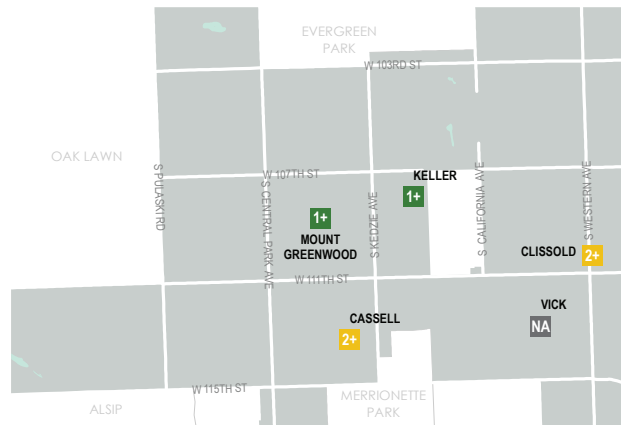 EVERGREEN
PARK
W 103RD ST
OAK LAWN
S PULASKI RD
W 107TH ST
S CENTRAL PARK AVE
S KEDZIE AVE
S CALIFORNIA AVE
S WESTERN AVE
KELLER
1+
1+
MOUNT
GREENWOOD
CLISSOLD
2+
W 111TH ST
VICK
NA
CASSELL
2+
W 115TH ST
ALSIP
MERRIONETTE
PARK